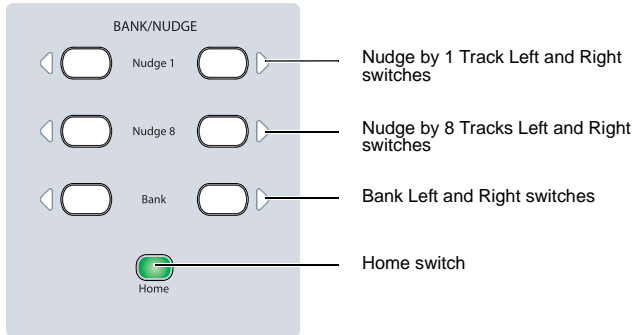 BANK/NUDGE
Nudge 1
Nudge by 1 Track Left and Right
switches
Nudge 8
Nudge by 8 Tracks Left and Right
switches
Bank
Bank Left and Right switches
Home switch
Home